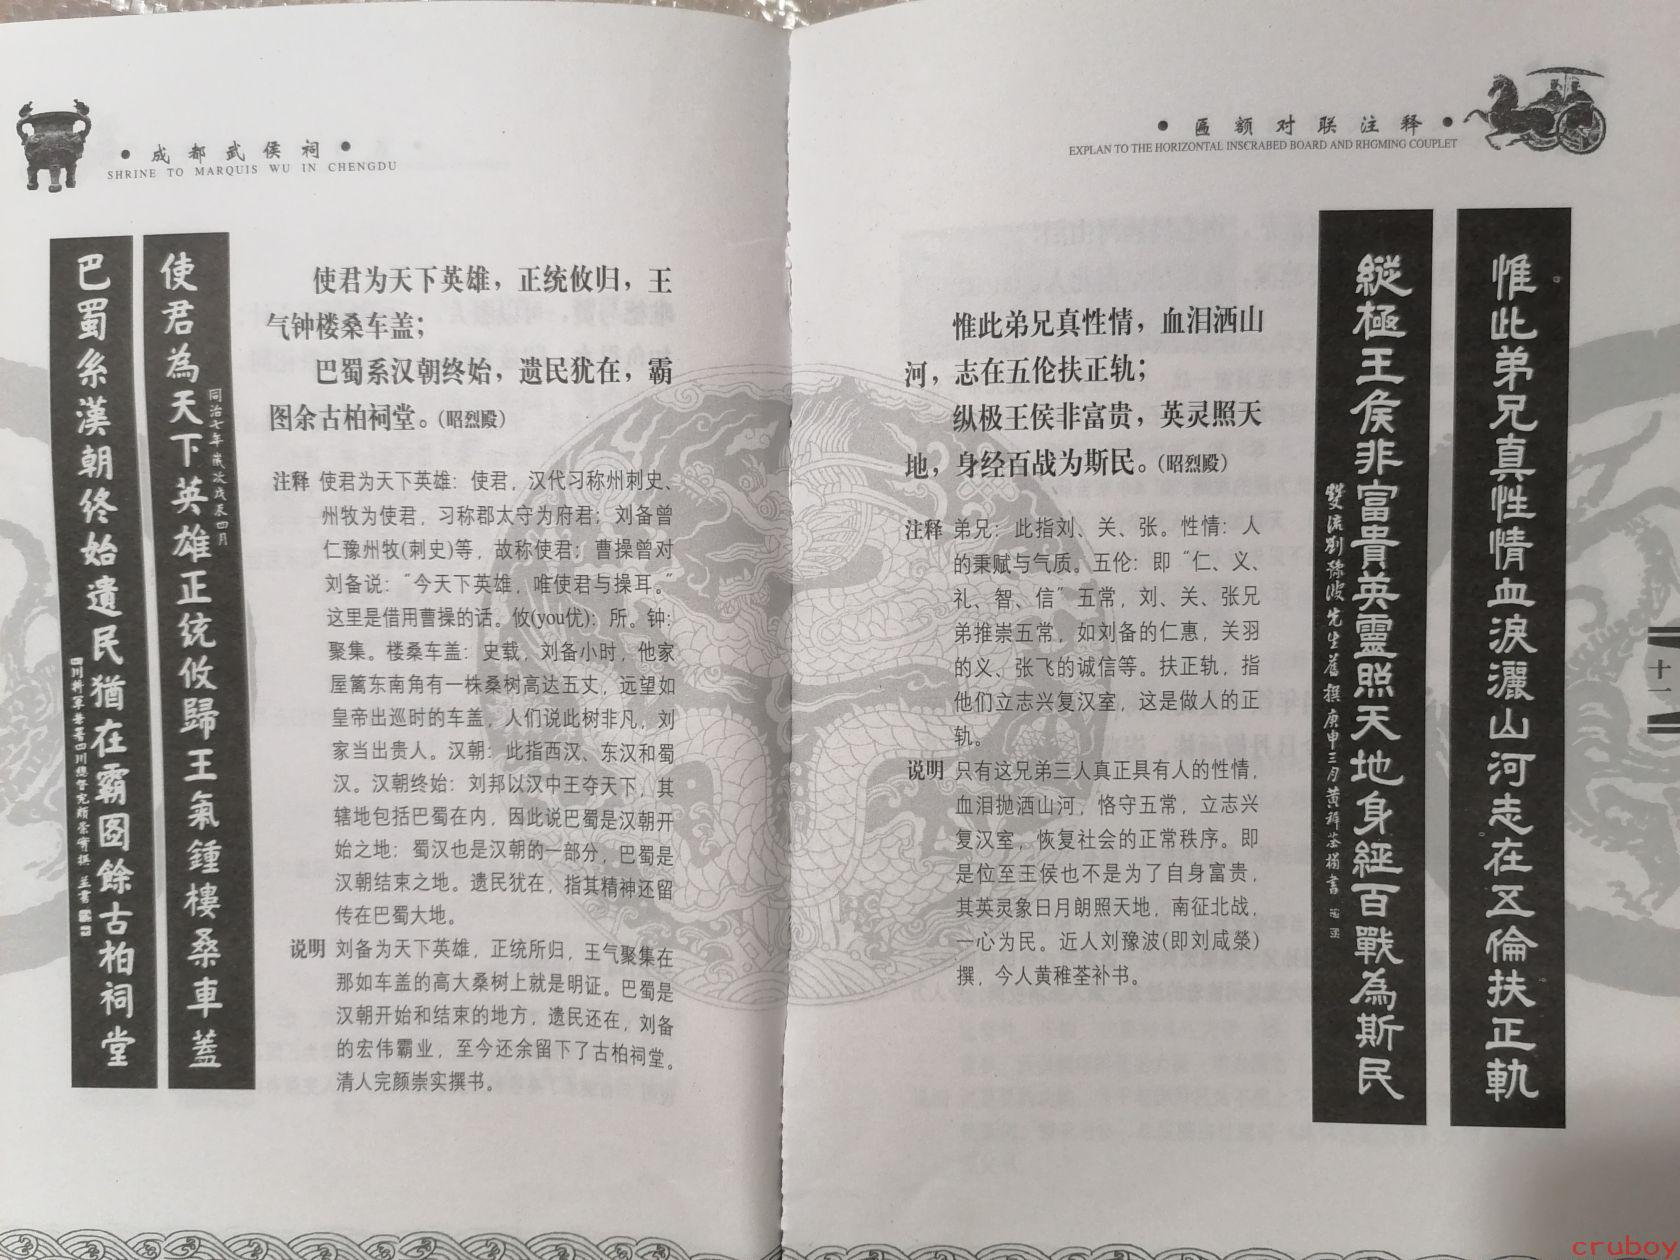 成都武侯祠
SHRINE TO MARQUIS WU IN CHENGDU
使君為天下英雄正統攸歸王氣鍾樓桑車蓋
同治七年歲次戊辰四月
巴蜀系漢朝終始遺民猶在霸图餘古柏祠堂
使君为天下英雄，正统攸归，王
气钟楼桑车盖；
巴蜀系汉朝终始，遗民犹在，霸
图余古柏祠堂。(昭烈殿)
注释 使君为天下英雄：使君，汉代习称州刺史、
州牧为使君，习称郡太守为府君；刘备曾
仁豫州牧(刺史)等，故称使君；曹操曾对
刘备说：“今天下英雄，唯使君与操耳。”
这里是借用曹操的话。攸(you优)：所。钟：
聚集。楼桑车盖：史载，刘备小时，他家
屋篱东南角有一株桑树高达五丈，远望如
皇帝出巡时的车盖，人们说此树非凡，刘
家当出贵人。汉朝：此指西汉、东汉和蜀
汉。汉朝终始：刘邦以汉中王夺天下，其
辖地包括巴蜀在内，因此说巴蜀是汉朝开
始之地；蜀汉也是汉朝的一部分，巴蜀是
汉朝结束之地。遗民犹在，指其精神还留
传在巴蜀大地。
说明 刘备为天下英雄，正统所归，王气聚集在
那如车盖的高大桑树上就是明证。巴蜀是
汉朝开始和结束的地方，遗民还在，刘备
的宏伟霸业，至今还余留下了古柏祠堂。
清人完颜崇实撰书。
匾额对联注释
EXPLAN TO THE HORIZONTAL INSCRABED BOARD AND RHGMING COUPLET
惟此弟兄真性情，血泪洒山
河，志在五伦扶正轨；
纵极王侯非富贵，英灵照天
地，身经百战为斯民。(昭烈殿)
注释 弟兄：此指刘、关、张。性情：人
的秉赋与气质。五伦：即“仁、义、
礼、智、信”五常，刘、关、张兄
弟推崇五常，如刘备的仁惠，关羽
的义、张飞的诚信等。扶正轨，指
他们立志兴复汉室，这是做人的正
轨。
说明 只有这兄弟三人真正具有人的性情，
血泪抛洒山河，恪守五常，立志兴
复汉室，恢复社会的正常秩序。即
是位至王侯也不是为了自身富贵，
其英灵象日月朗照天地，南征北战，
一心为民。近人刘豫波(即刘咸滎)
撰，今人黄稚荃补书。
惟此弟兄真性情血淚灑山河志在五倫扶正軌
縱極王侯非富貴英靈照天地身經百戰為斯民
雙流劉豫波先生舊撰庚申三月黄稚荃補書
十一
cruboy